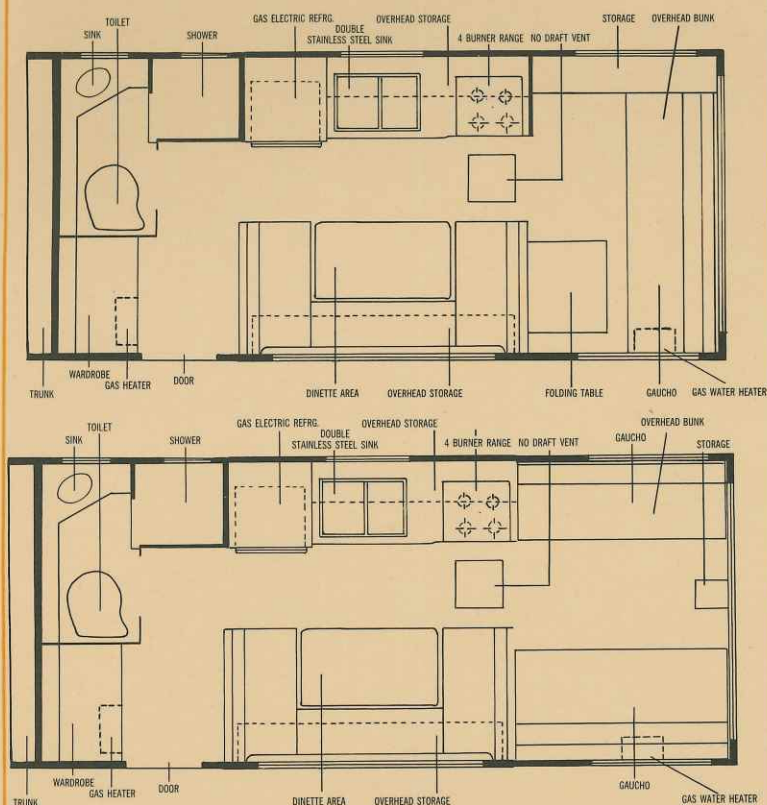 GAS ELECTRIC REFRG.
OVERHEAD STORAGE
STORAGE
OVERHEAD BUNK
TOILET
DOUBLE
STAINLESS STEEL SINK
SINK
SHOWER
4 BURNER RANGE
NO DRAFT VENT
TRUNK
WARDROBE
GAS HEATER
DOOR
DINETTE AREA
OVERHEAD STORAGE
FOLDING TABLE
GAUCHO
GAS WATER HEATER
TOILET
GAS ELECTRIC REFRG.
OVERHEAD STORAGE
OVERHEAD BUNK
SINK
SHOWER
DOUBLE
STAINLESS STEEL SINK
4 BURNER RANGE
NO DRAFT VENT
GAUCHO
STORAGE
TRUNK
WARDROBE
GAS HEATER
DOOR
DINETTE AREA
OVERHEAD STORAGE
GAUCHO
GAS WATER HEATER